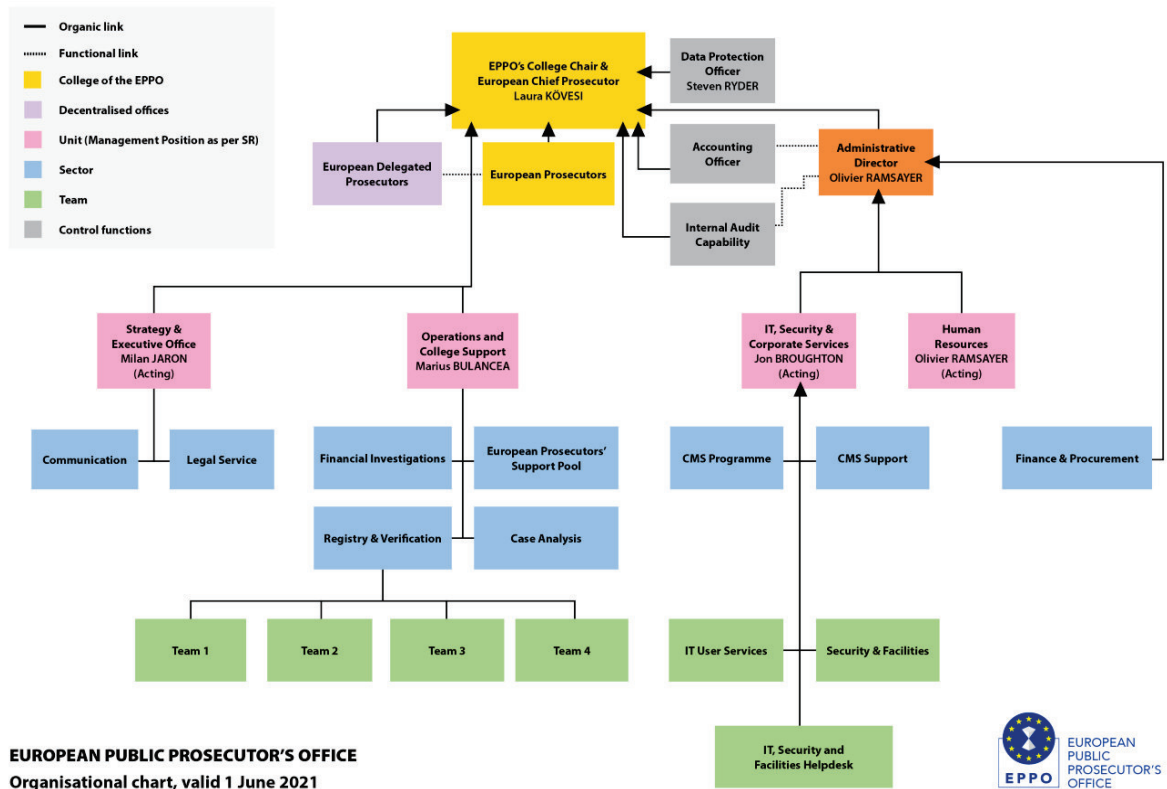 Organic link
Functional link
College of the EPPO
Decentralised offices
Unit (Management Position as per SR)
Sector
Team
Control functions
EPPO's College Chair &
European Chief Prosecutor
Laura KÖVESI
Data Protection
Officer
Steven RYDER
European Delegated
Prosecutors
European Prosecutors
Accounting
Officer
Administrative
Director
Olivier RAMSAYER
Internal Audit
Capability
Strategy &
Executive Office
Milan JARON
(Acting)
Operations and
College Support
Marius BULANCEA
IT, Security &
Corporate Services
Jon BROUGHTON
(Acting)
Human
Resources
Olivier RAMSAYER
(Acting)
Communication
Legal Service
Financial Investigations
European Prosecutors'
Support Pool
CMS Programme
CMS Support
Finance & Procurement
Registry & Verification
Case Analysis
Team 1
Team 2
Team 3
Team 4
IT User Services
Security & Facilities
IT, Security and
Facilities Helpdesk
EUROPEAN PUBLIC PROSECUTOR'S OFFICE
Organisational chart, valid 1 June 2021
EPPO
EUROPEAN
PUBLIC
PROSECUTOR'S
OFFICE